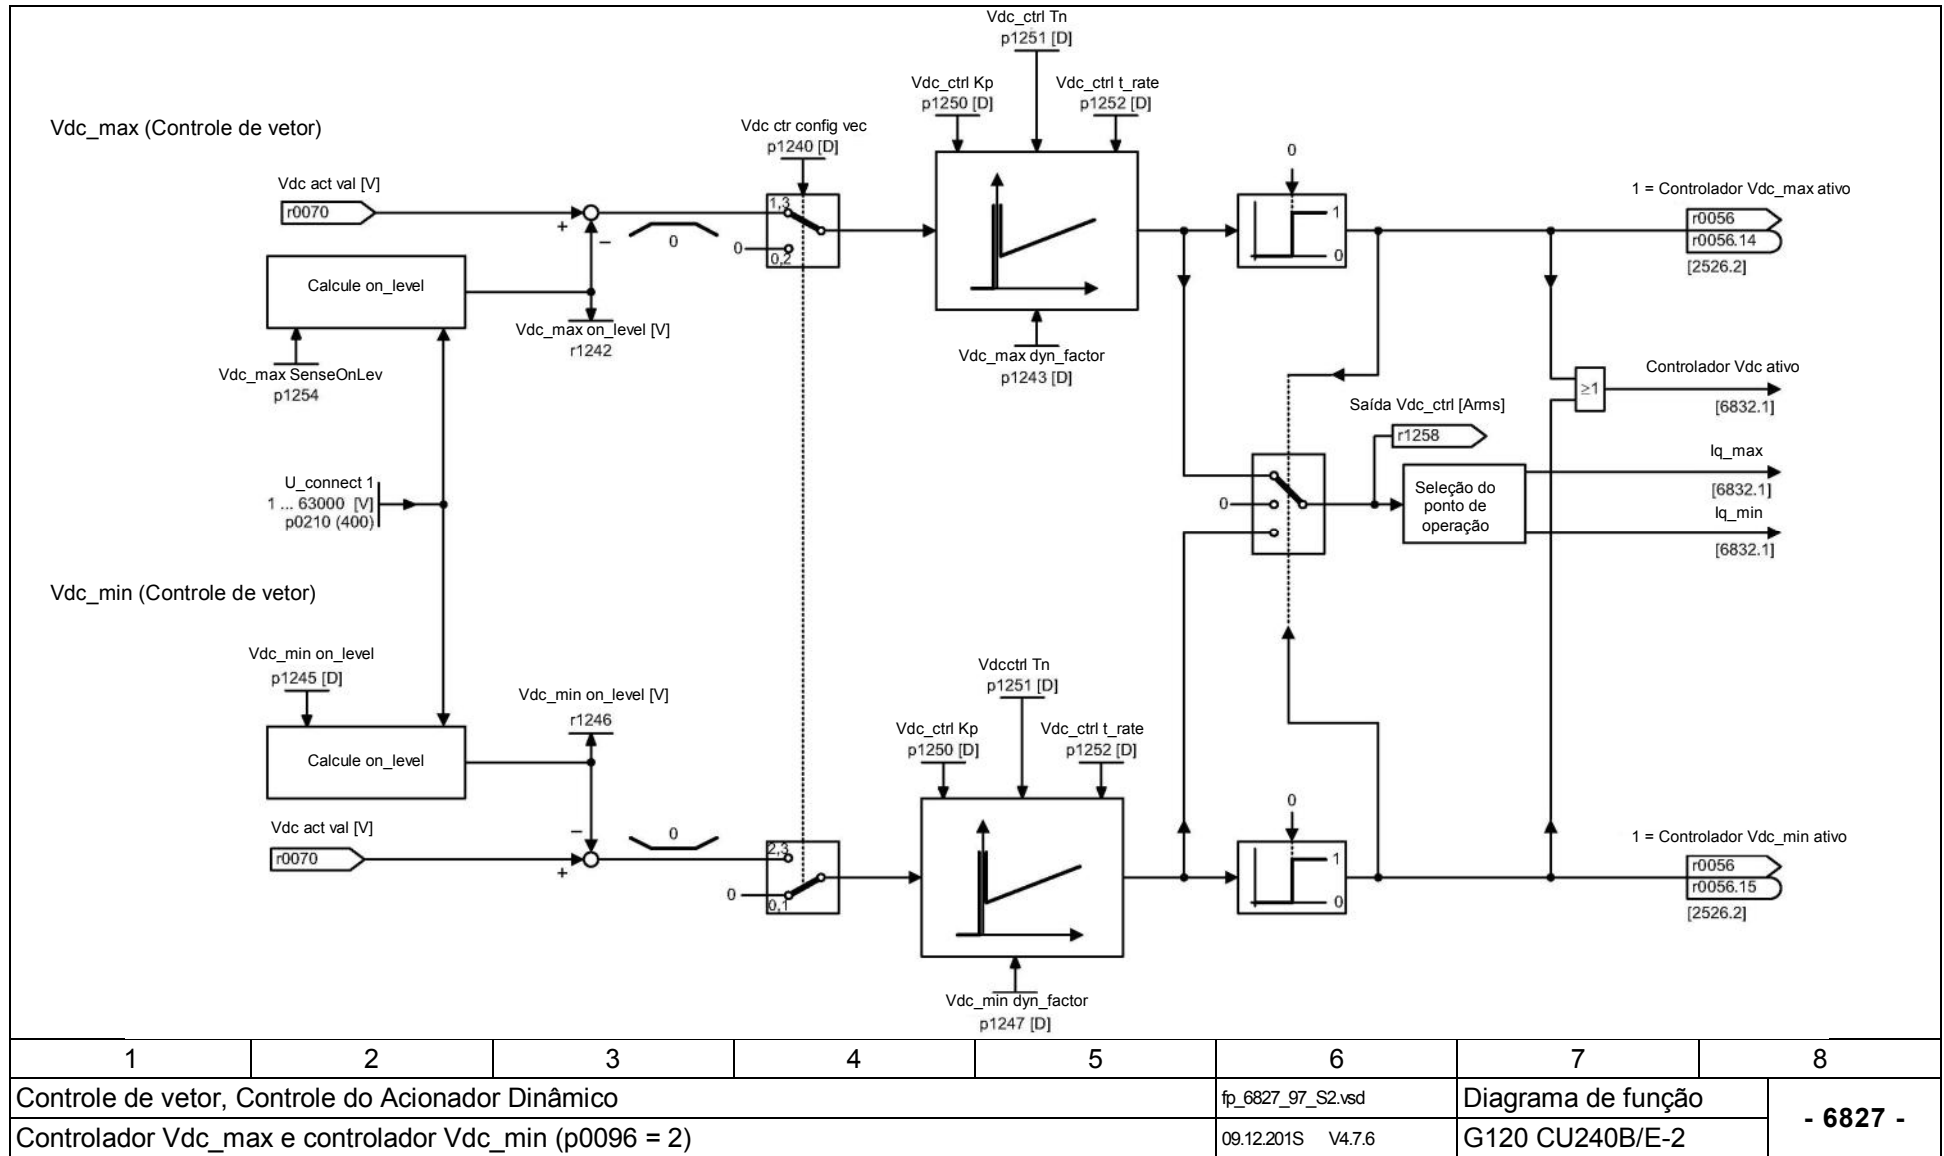 Vdc_ctrl Tn
p1251 [D]
Vdc_ctrl Kp
p1250 [D]
Vdc_ctrl t_rate
p1252 [D]
Vdc_max (Controle de vetor)
Vdc ctr config vec
p1240 [D]
0
Vdc act val [V]
r0070
+
–
0
1,3
0
0,2
1
0
1 = Controlador Vdc_max ativo
r0056
r0056.14
[2526.2]
Calcule on_level
Vdc_max on_level [V]
r1242
Vdc_max SenseOnLev
p1254
Vdc_max dyn_factor
p1243 [D]
Controlador Vdc ativo
≥1
[6832.1]
Saída Vdc_ctrl [Arms]
r1258
Iq_max
[6832.1]
U_connect 1
1 ... 63000 [V]
p0210 (400)
0
Seleção do
ponto de
operação
Iq_min
[6832.1]
Vdc_min (Controle de vetor)
Vdc_min on_level
p1245 [D]
Vdc_min on_level [V]
r1246
Vdcctrl Tn
p1251 [D]
Vdc_ctrl Kp
p1250 [D]
Vdc_ctrl t_rate
p1252 [D]
Calcule on_level
0
Vdc act val [V]
r0070
+
–
0
2,3
0
0,1
1
0
1 = Controlador Vdc_min ativo
r0056
r0056.15
[2526.2]
Vdc_min dyn_factor
p1247 [D]
1 2 3 4 5 6 7 8
Controle de vetor, Controle do Acionador Dinâmico
fp_6827_97_S2.vsd
Diagrama de função
- 6827 -
Controlador Vdc_max e controlador Vdc_min (p0096 = 2)
09.12.201S V4.7.6
G120 CU240B/E-2